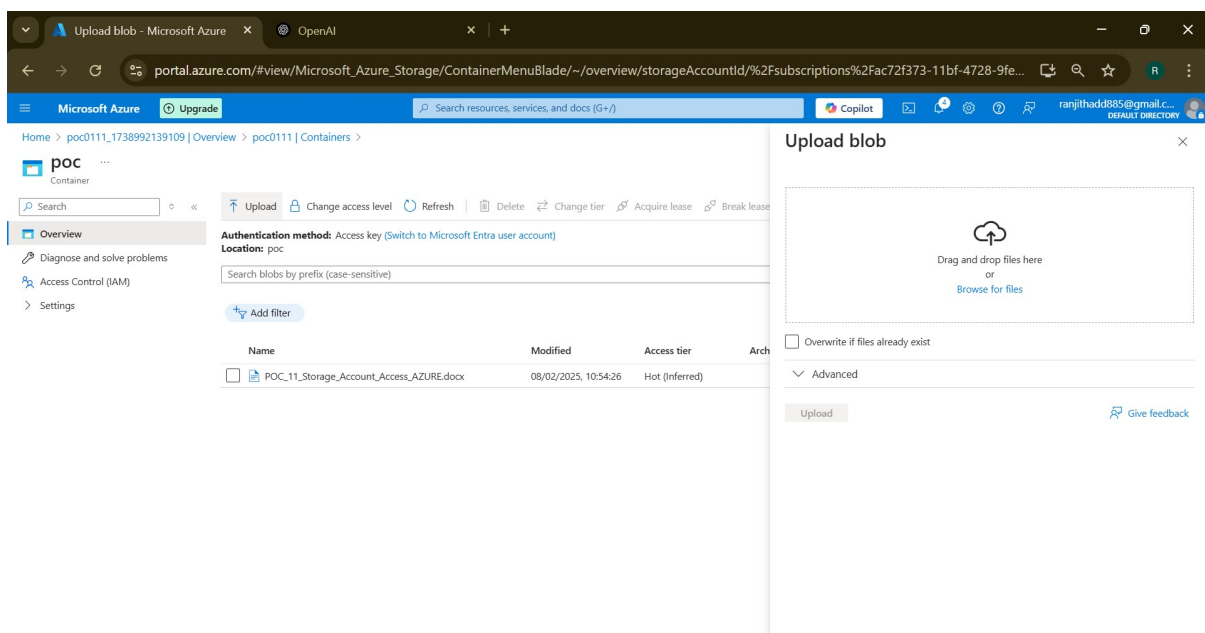 Upload blob - Microsoft Azure
OpenAI
portal.azure.com/#view/Microsoft_Azure_Storage/ContainerMenuBlade/~/overview/storageAccountId/%2Fsubscriptions%2Fac72f373-11bf-4728-9fe...
R
Microsoft Azure
Upgrade
Search resources, services, and docs (G+/)
Copilot
4
ranjithadd885@gmail.c...
DEFAULT DIRECTORY
Home > poc0111_1738992139109 | Overview > poc0111 | Containers >
poc ...
Container
Search
Overview
Diagnose and solve problems
Access Control (IAM)
Settings
Upload Change access level Refresh Delete Change tier Acquire lease Break lease
Authentication method: Access key (Switch to Microsoft Entra user account)
Location: poc
Search blobs by prefix (case-sensitive)
Add filter
Name Modified Access tier Arch
POC_11_Storage_Account_Access_AZURE.docx 08/02/2025, 10:54:26 Hot (Inferred)
Upload blob
Drag and drop files here
or
Browse for files
Overwrite if files already exist
Advanced
Upload
Give feedback